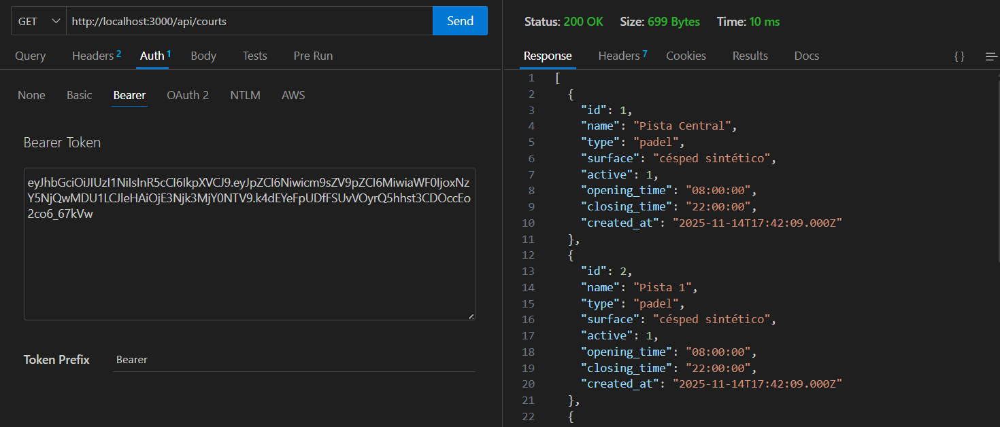 GET http://localhost:3000/api/courts Send
Query Headers 2 Auth 1 Body Tests Pre Run
None Basic Bearer OAuth 2 NTLM AWS
Bearer Token
eyJhbGciOiJIUzI1NiIsInR5cCI6IkpXVCJ9.eyJpZCI6Niwicm9sZV9pZCI6MiwiaWF0IjoxNz
Y5NjQwMDU1LCJleHAiOjE3Njk3MjY0NTV9.k4dEYeFpUDfFSUvVOyrQ5hhst3CDOccEo
2co6_67kVw
Token Prefix Bearer
Status: 200 OK Size: 699 Bytes Time: 10 ms
Response Headers 7 Cookies Results Docs { }
1 [
2 {
3 "id": 1,
4 "name": "Pista Central",
5 "type": "padel",
6 "surface": "césped sintético",
7 "active": 1,
8 "opening_time": "08:00:00",
9 "closing_time": "22:00:00",
10 "created_at": "2025-11-14T17:42:09.000Z"
11 },
12 {
13 "id": 2,
14 "name": "Pista 1",
15 "type": "padel",
16 "surface": "césped sintético",
17 "active": 1,
18 "opening_time": "08:00:00",
19 "closing_time": "22:00:00",
20 "created_at": "2025-11-14T17:42:09.000Z"
21 },
22 {